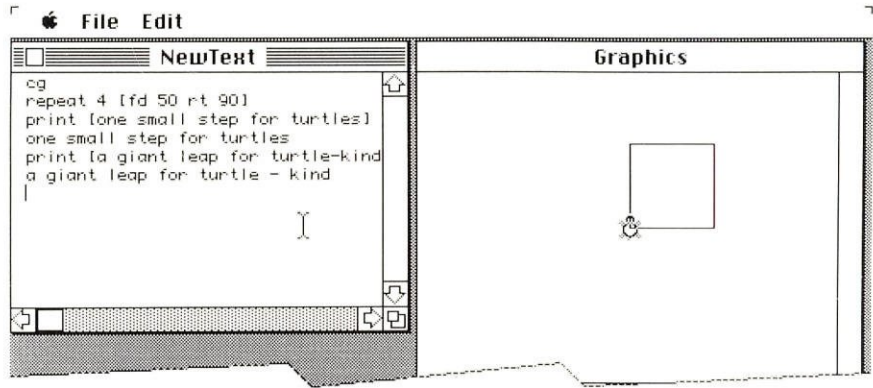 File Edit
NewText
cg
repeat 4 [fd 50 rt 90]
print [one small step for turtles]
one small step for turtles
print [a giant leap for turtle-kind
a giant leap for turtle - kind
Graphics